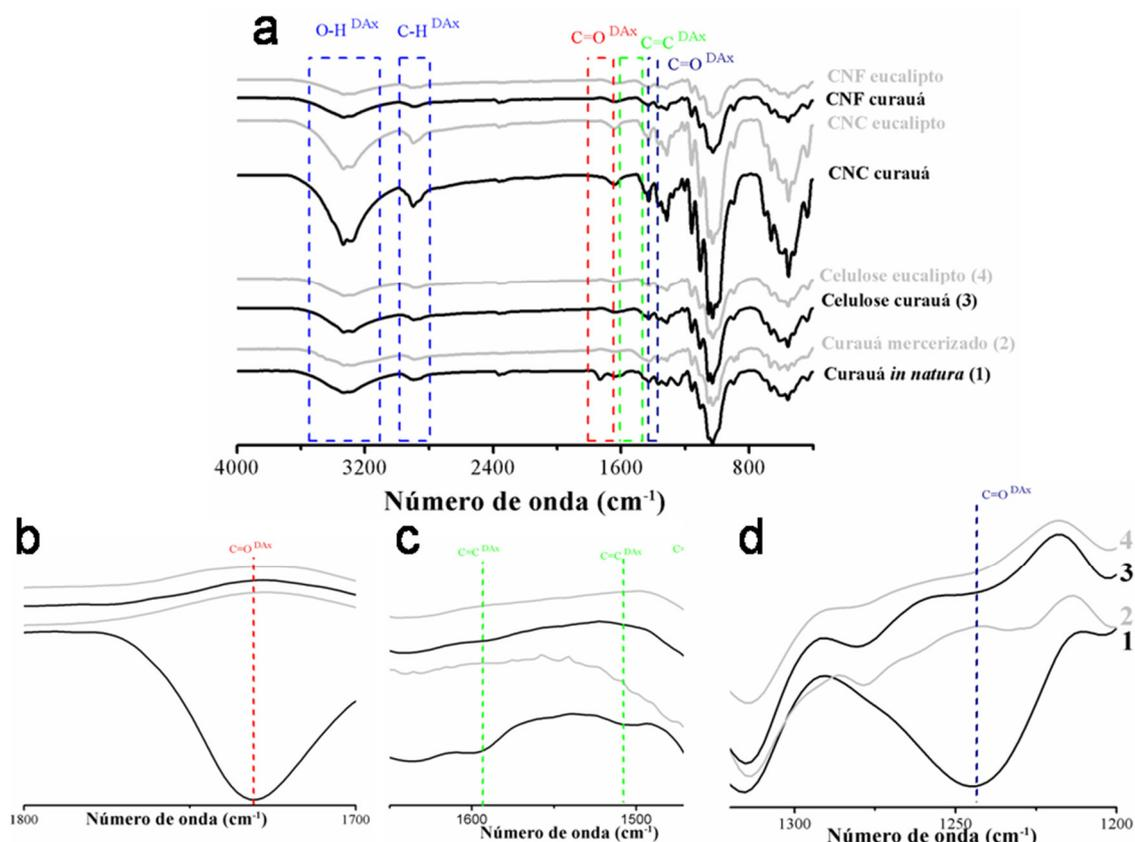 a
O-H DAx
C-H DAx
C=O DAx
C=C DAx
C=O DAx
CNF eucalipto
CNF curauá
CNC eucalipto
CNC curauá
Celulose eucalipto (4)
Celulose curauá (3)
Curauá mercerizado (2)
Curauá in natura (1)
4000 3200 2400 1600 800
Número de onda (cm-1)
b
C=O DAx
1800 1700
Número de onda (cm-1)
c
C=C DAx
C=C DAx
C=
1600 1500
Número de onda (cm-1)
d
C=O DAx
4
3
2
1
1300 1250 1200
Número de onda (cm-1)